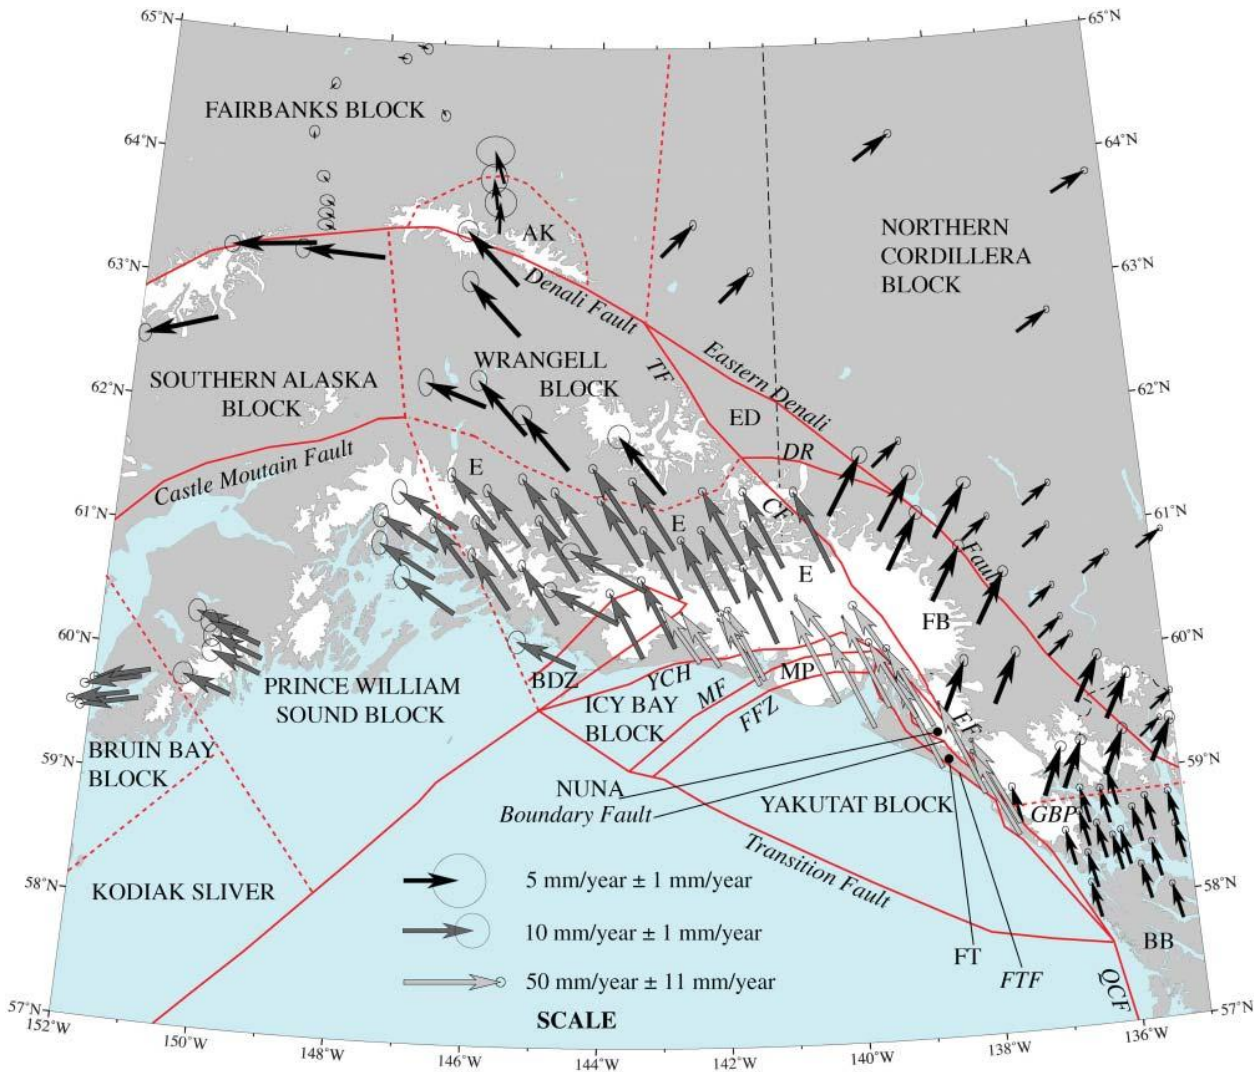 65°N
65°N
FAIRBANKS BLOCK
64°N
64°N
AK
NORTHERN
CORDILLERA
BLOCK
63°N
63°N
Denali Fault
WRANGELL
BLOCK
TF
Eastern Denali
Fault
62°N
62°N
SOUTHERN ALASKA
BLOCK
ED
DR
Castle Moutain Fault
E
E
E
CF
61°N
61°N
FB
60°N
60°N
PRINCE WILLIAM
SOUND BLOCK
BDZ
YCH
MP
MF
FFZ
ICY BAY
BLOCK
FF
BRUIN BAY
BLOCK
59°N
59°N
NUNA
Boundary Fault
YAKUTAT BLOCK
GBP
Transition Fault
KODIAK SLIVER
58°N
58°N
5 mm/year ± 1 mm/year
10 mm/year ± 1 mm/year
50 mm/year ± 11 mm/year
SCALE
FT
FTF
BB
QCF
57°N
57°N
152°W
150°W
148°W
146°W
144°W
142°W
140°W
138°W
136°W